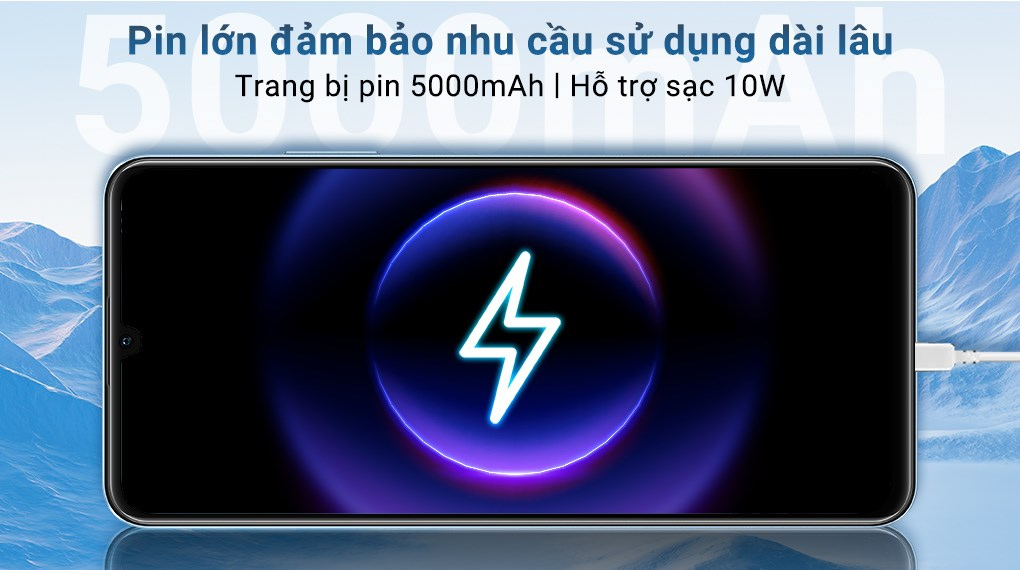 5000mAh
Pin lớn đảm bảo nhu cầu sử dụng dài lâu
Trang bị pin 5000mAh | Hỗ trợ sạc 10W